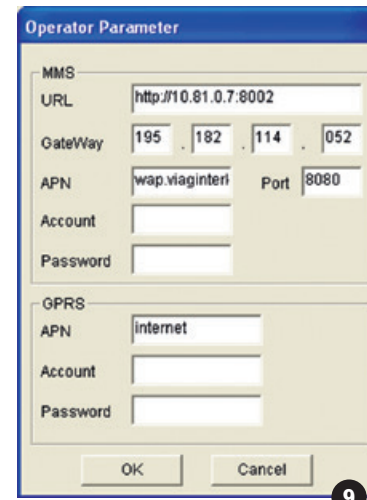 Operator Parameter
MMS
URL http://10.81.0.7:8002
GateWay 195 . 182 . 114 . 052
APN wap.viaginterl Port 8080
Account
Password
GPRS
APN internet
Account
Password
OK Cancel
9